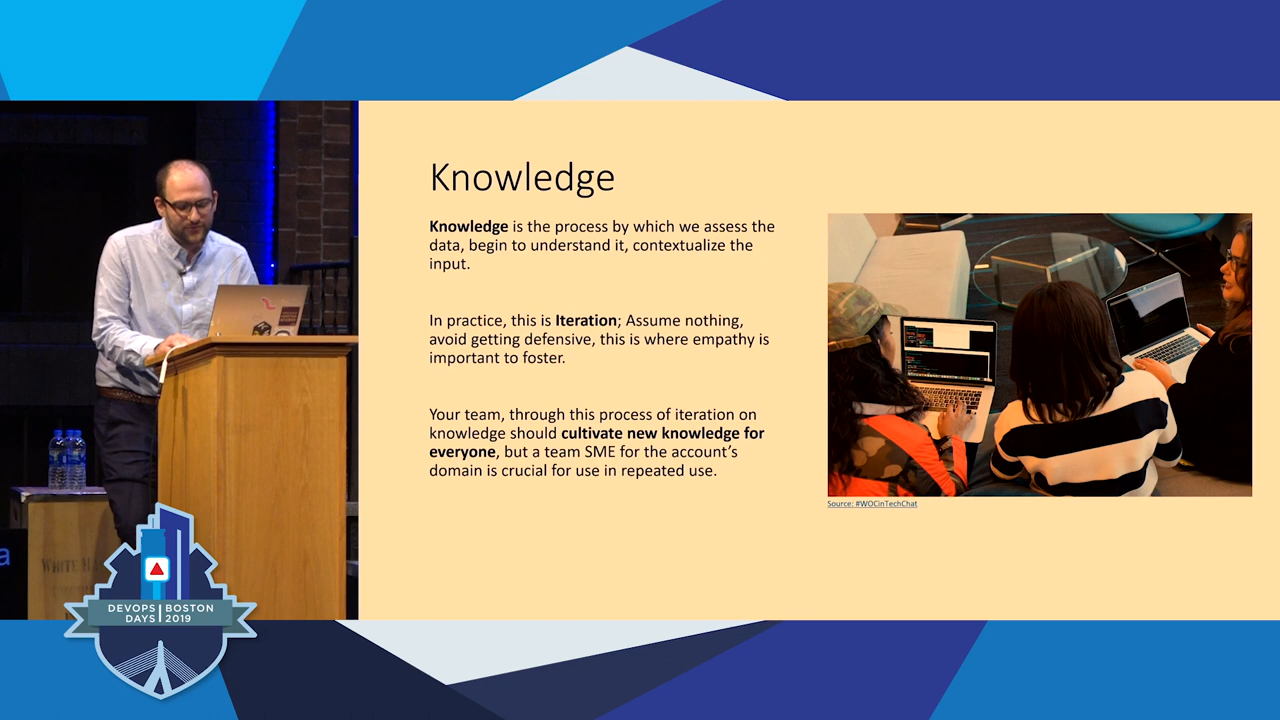 Knowledge
Knowledge is the process by which we assess the
data, begin to understand it, contextualize the
input.
In practice, this is Iteration; Assume nothing,
avoid getting defensive, this is where empathy is
important to foster.
Your team, through this process of iteration on
knowledge should cultivate new knowledge for
everyone, but a team SME for the account's
domain is crucial for use in repeated use.
Source: #WOCinTechChat
a
WHITE
DEVOPS BOSTON
DAYS 2019